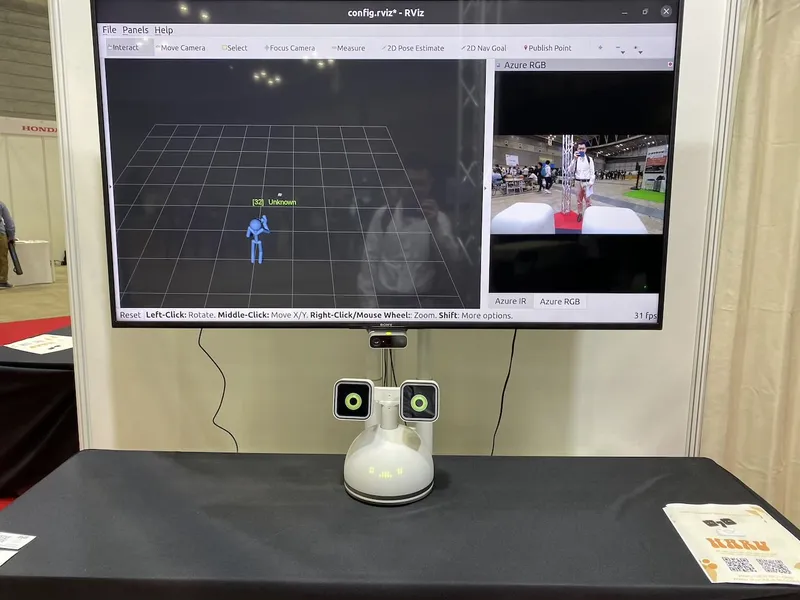 config.rviz* - RViz
File Panels Help
Interact Move Camera Select Focus Camera Measure 2D Pose Estimate 2D Nav Goal Publish Point
Azure RGB
HONDA
[32] Unknown
Azure IR Azure RGB
Reset Left-Click: Rotate. Middle-Click: Move X/Y. Right-Click/Mouse Wheel: Zoom. Shift: More options. 31 fps
SONY
HARU